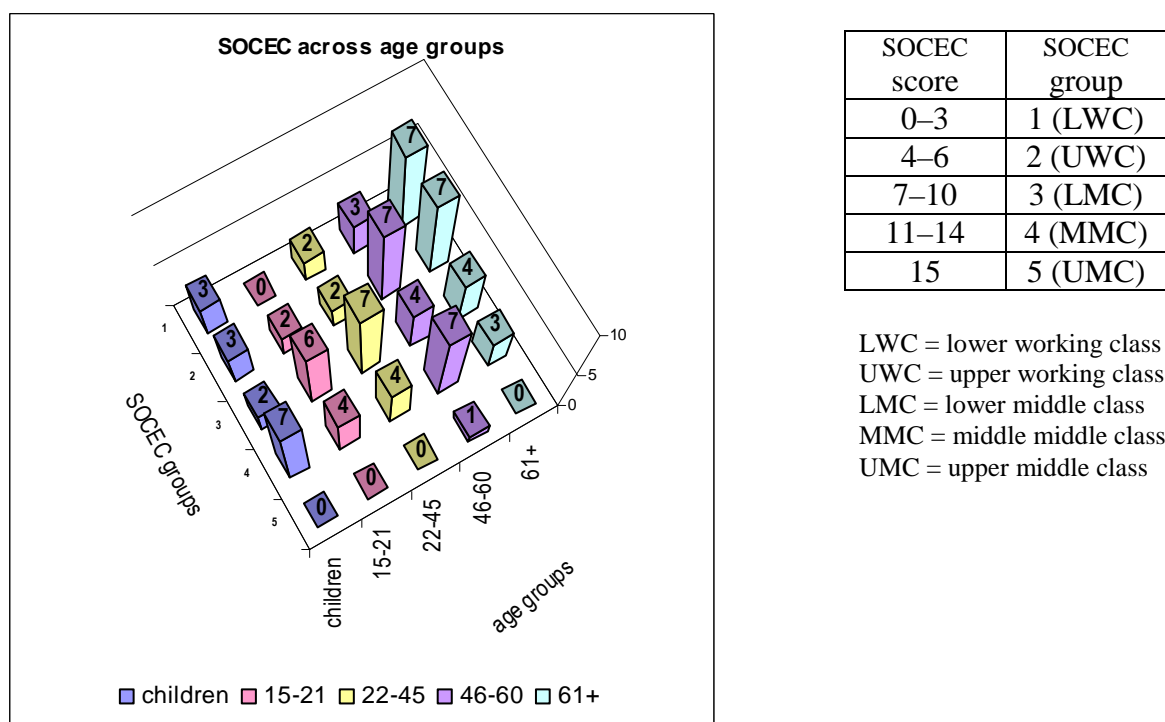 SOCEC across age groups
7
3
7
7
2
3
0
7
4
2
2
7
4
3
3
6
7
0
2
4
4
1
7
0
0
0
10
5
0
1
2
3
4
5
SOCEC groups
children
15-21
22-45
46-60
61+
age groups
children 15-21 22-45 46-60 61+
SOCEC score SOCEC group
0–3 1 (LWC)
4–6 2 (UWC)
7–10 3 (LMC)
11–14 4 (MMC)
15 5 (UMC)
LWC = lower working class
UWC = upper working class
LMC = lower middle class
MMC = middle middle class
UMC = upper middle class